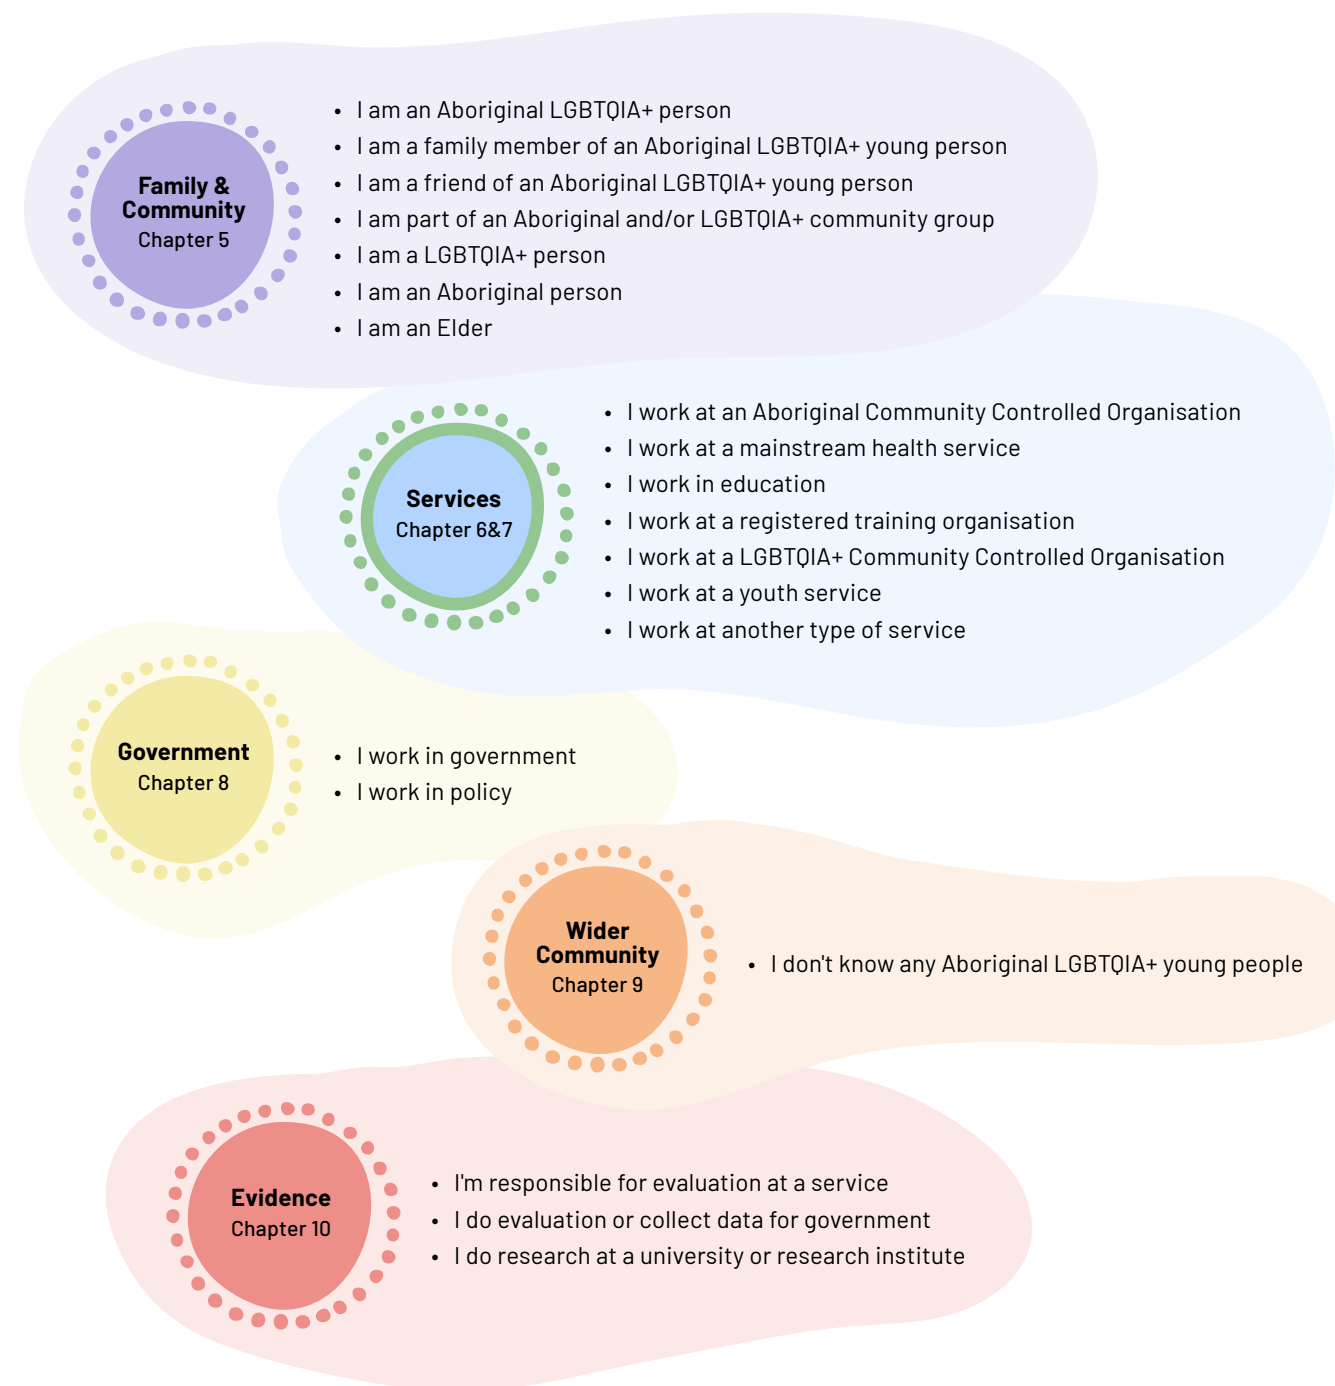 Family &
Community
Chapter 5
• I am an Aboriginal LGBTQIA+ person
• I am a family member of an Aboriginal LGBTQIA+ young person
• I am a friend of an Aboriginal LGBTQIA+ young person
• I am part of an Aboriginal and/or LGBTQIA+ community group
• I am a LGBTQIA+ person
• I am an Aboriginal person
• I am an Elder
Services
Chapter 6&7
• I work at an Aboriginal Community Controlled Organisation
• I work at a mainstream health service
• I work in education
• I work at a registered training organisation
• I work at a LGBTQIA+ Community Controlled Organisation
• I work at a youth service
• I work at another type of service
Government
Chapter 8
• I work in government
• I work in policy
Wider
Community
Chapter 9
• I don't know any Aboriginal LGBTQIA+ young people
Evidence
Chapter 10
• I'm responsible for evaluation at a service
• I do evaluation or collect data for government
• I do research at a university or research institute